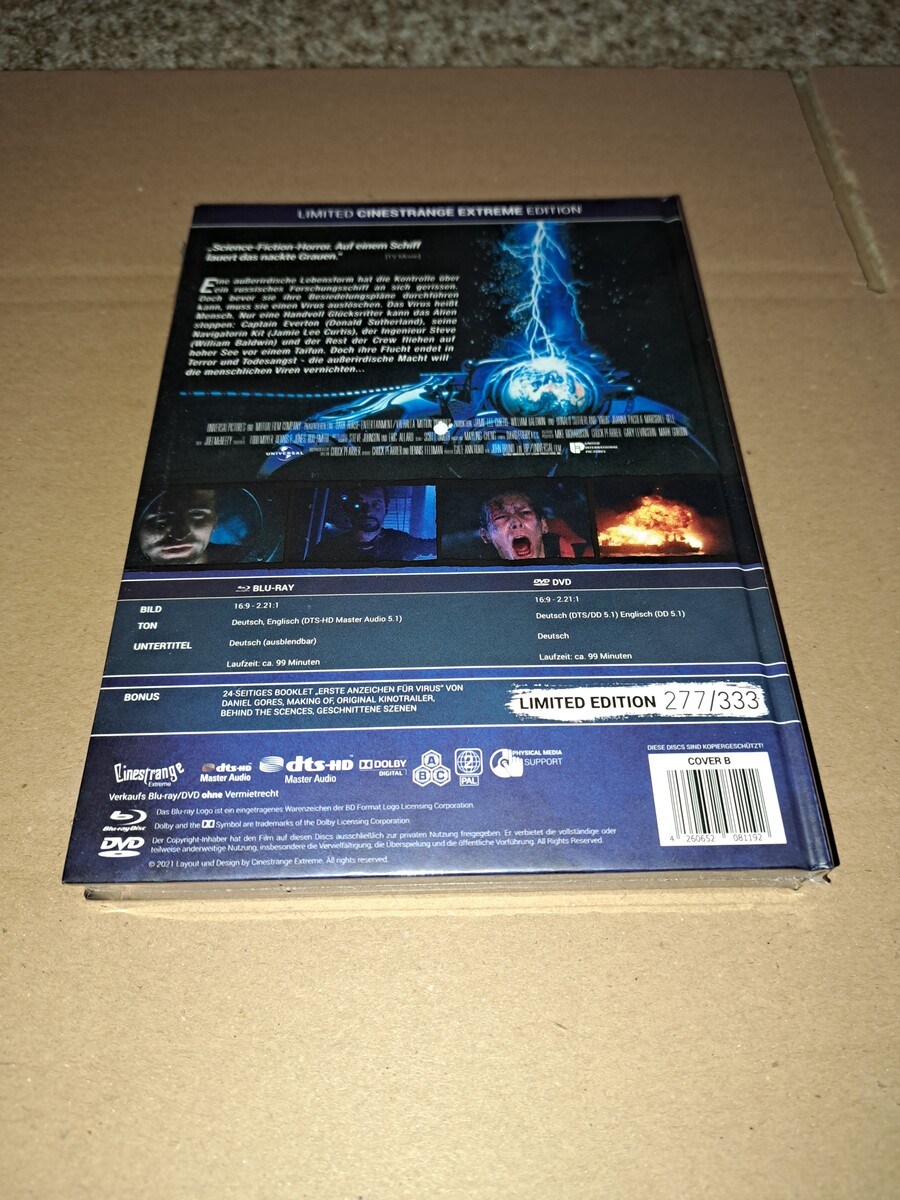 LIMITED CINESTRANGE EXTREME EDITION
„Science-Fiction-Horror. Auf einem Schiff
lauert das nackte Grauen."
(TV Movie)
Eine außerirdische Lebensform hat die Kontrolle über
ein russisches Forschungsschiff an sich gerissen.
Doch bevor sie ihre Besiedelungspläne durchführen
kann, muss sie einen Virus auslöschen. Das Virus heißt
Mensch. Nur eine Handvoll Glücksritter kann das Alien
stoppen: Captain Everton (Donald Sutherland), seine
Navigatorin Kit (Jamie Lee Curtis), der Ingenieur Steve
(William Baldwin) und der Rest der Crew fliehen auf
hoher See vor einem Taifun. Doch ihre Flucht endet in
Terror und Todesangst - die außerirdische Macht will
die menschlichen Viren vernichten...
UNIVERSAL
BLU-RAY
DVD DVD
BILD
16:9 - 2.21:1
16:9 - 2.21:1
TON
Deutsch, Englisch (DTS-HD Master Audio 5.1)
Deutsch (DTS/DD 5.1) Englisch (DD 5.1)
UNTERTITEL
Deutsch (ausblendbar)
Deutsch
Laufzeit: ca. 99 Minuten
Laufzeit: ca. 99 Minuten
BONUS
24-SEITIGES BOOKLET „ERSTE ANZEICHEN FÜR VIRUS" VON
DANIEL GORES, MAKING OF, ORIGINAL KINOTRAILER,
BEHIND THE SCENCES, GESCHNITTENE SZENEN
LIMITED EDITION 277/333
Cinestrange
Extreme
dts-HD
Master Audio
dts-HD
Master Audio
DOLBY
DIGITAL
A
B C
2
PAL
PHYSICAL MEDIA
SUPPORT
DIESE DISCS SIND KOPIERGESCHÜTZT!
COVER B
4 260652 081192
Verkaufs Blu-ray/DVD ohne Vermietrecht
Blu-ray Disc
Das Blu-ray Logo ist ein eingetragenes Warenzeichen der BD Format Logo Licensing Corporation.
Dolby and the Symbol are trademarks of the Dolby Licensing Corporation.
DVD
Der Copyright-Inhaber hat den Film auf diesen Discs ausschließlich zur privaten Nutzung freigegeben. Er verbietet die vollständige oder
teilweise anderweitige Nutzung, insbesondere die Vervielfältigung, die Überspielung und die öffentliche Vorführung. All Rights Reserved.
© 2021 Layout und Design by Cinestrange Extreme. All rights reserved.